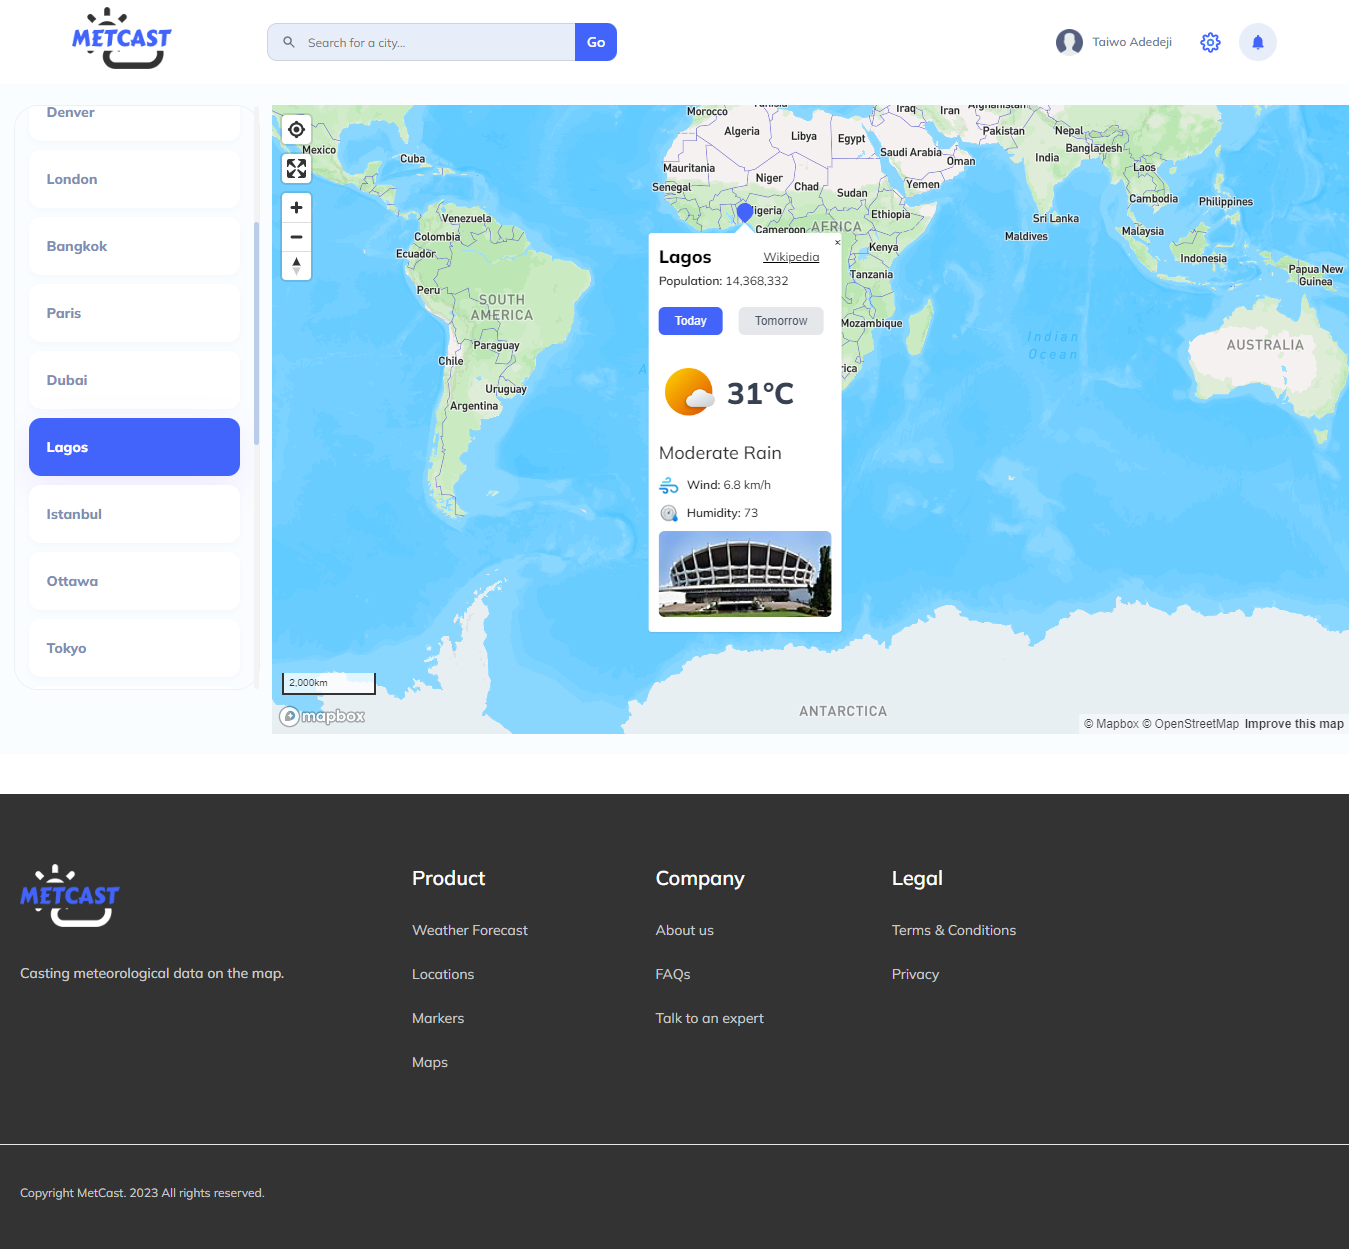 METCAST
Search for a city...
Go
Taiwo Adedeji
Denver
London
Bangkok
Paris
Dubai
Lagos
Istanbul
Ottawa
Tokyo
Morocco
Iraq
Iran
Afghanistan
Algeria
Libya
Egypt
Pakistan
Nepal
Mexico
Cuba
Saudi Arabia
Bangladesh
Mauritania
Oman
India
Laos
Niger
Chad
Sudan
Yemen
Senegal
Cambodia
Philippines
Venezuela
Nigeria
Ethiopia
Sri Lanka
Cameroon
AFRICA
Colombia
Maldives
Malaysia
Ecuador
Kenya
Indonesia
Papua New
Guinea
Peru
Tanzania
SOUTH
AMERICA
Mozambique
Indian
Ocean
Paraguay
AUSTRALIA
Chile
Uruguay
Argentina
ANTARCTICA
×
Lagos
Wikipedia
Population: 14,368,332
Today
Tomorrow
31°C
Moderate Rain
Wind: 6.8 km/h
Humidity: 73
2,000km
mapbox
© Mapbox © OpenStreetMap Improve this map
METCAST
Casting meteorological data on the map.
Product
Weather Forecast
Locations
Markers
Maps
Company
About us
FAQs
Talk to an expert
Legal
Terms & Conditions
Privacy
Copyright MetCast. 2023 All rights reserved.